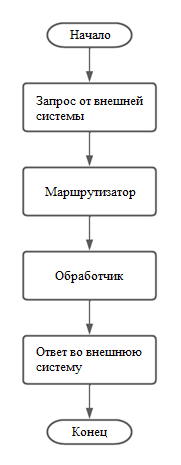 Начало
Запрос от внешней
системы
Маршрутизатор
Обработчик
Ответ во внешнюю
систему
Конец